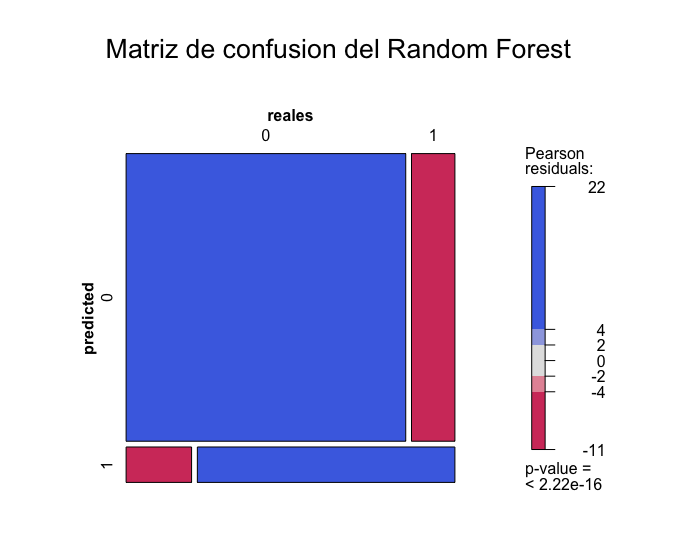 Matriz de confusion del Random Forest
reales
0 1
predicted
0
1
Pearson
residuals:
22
4
2
0
-2
-4
-11
p-value =
< 2.22e-16